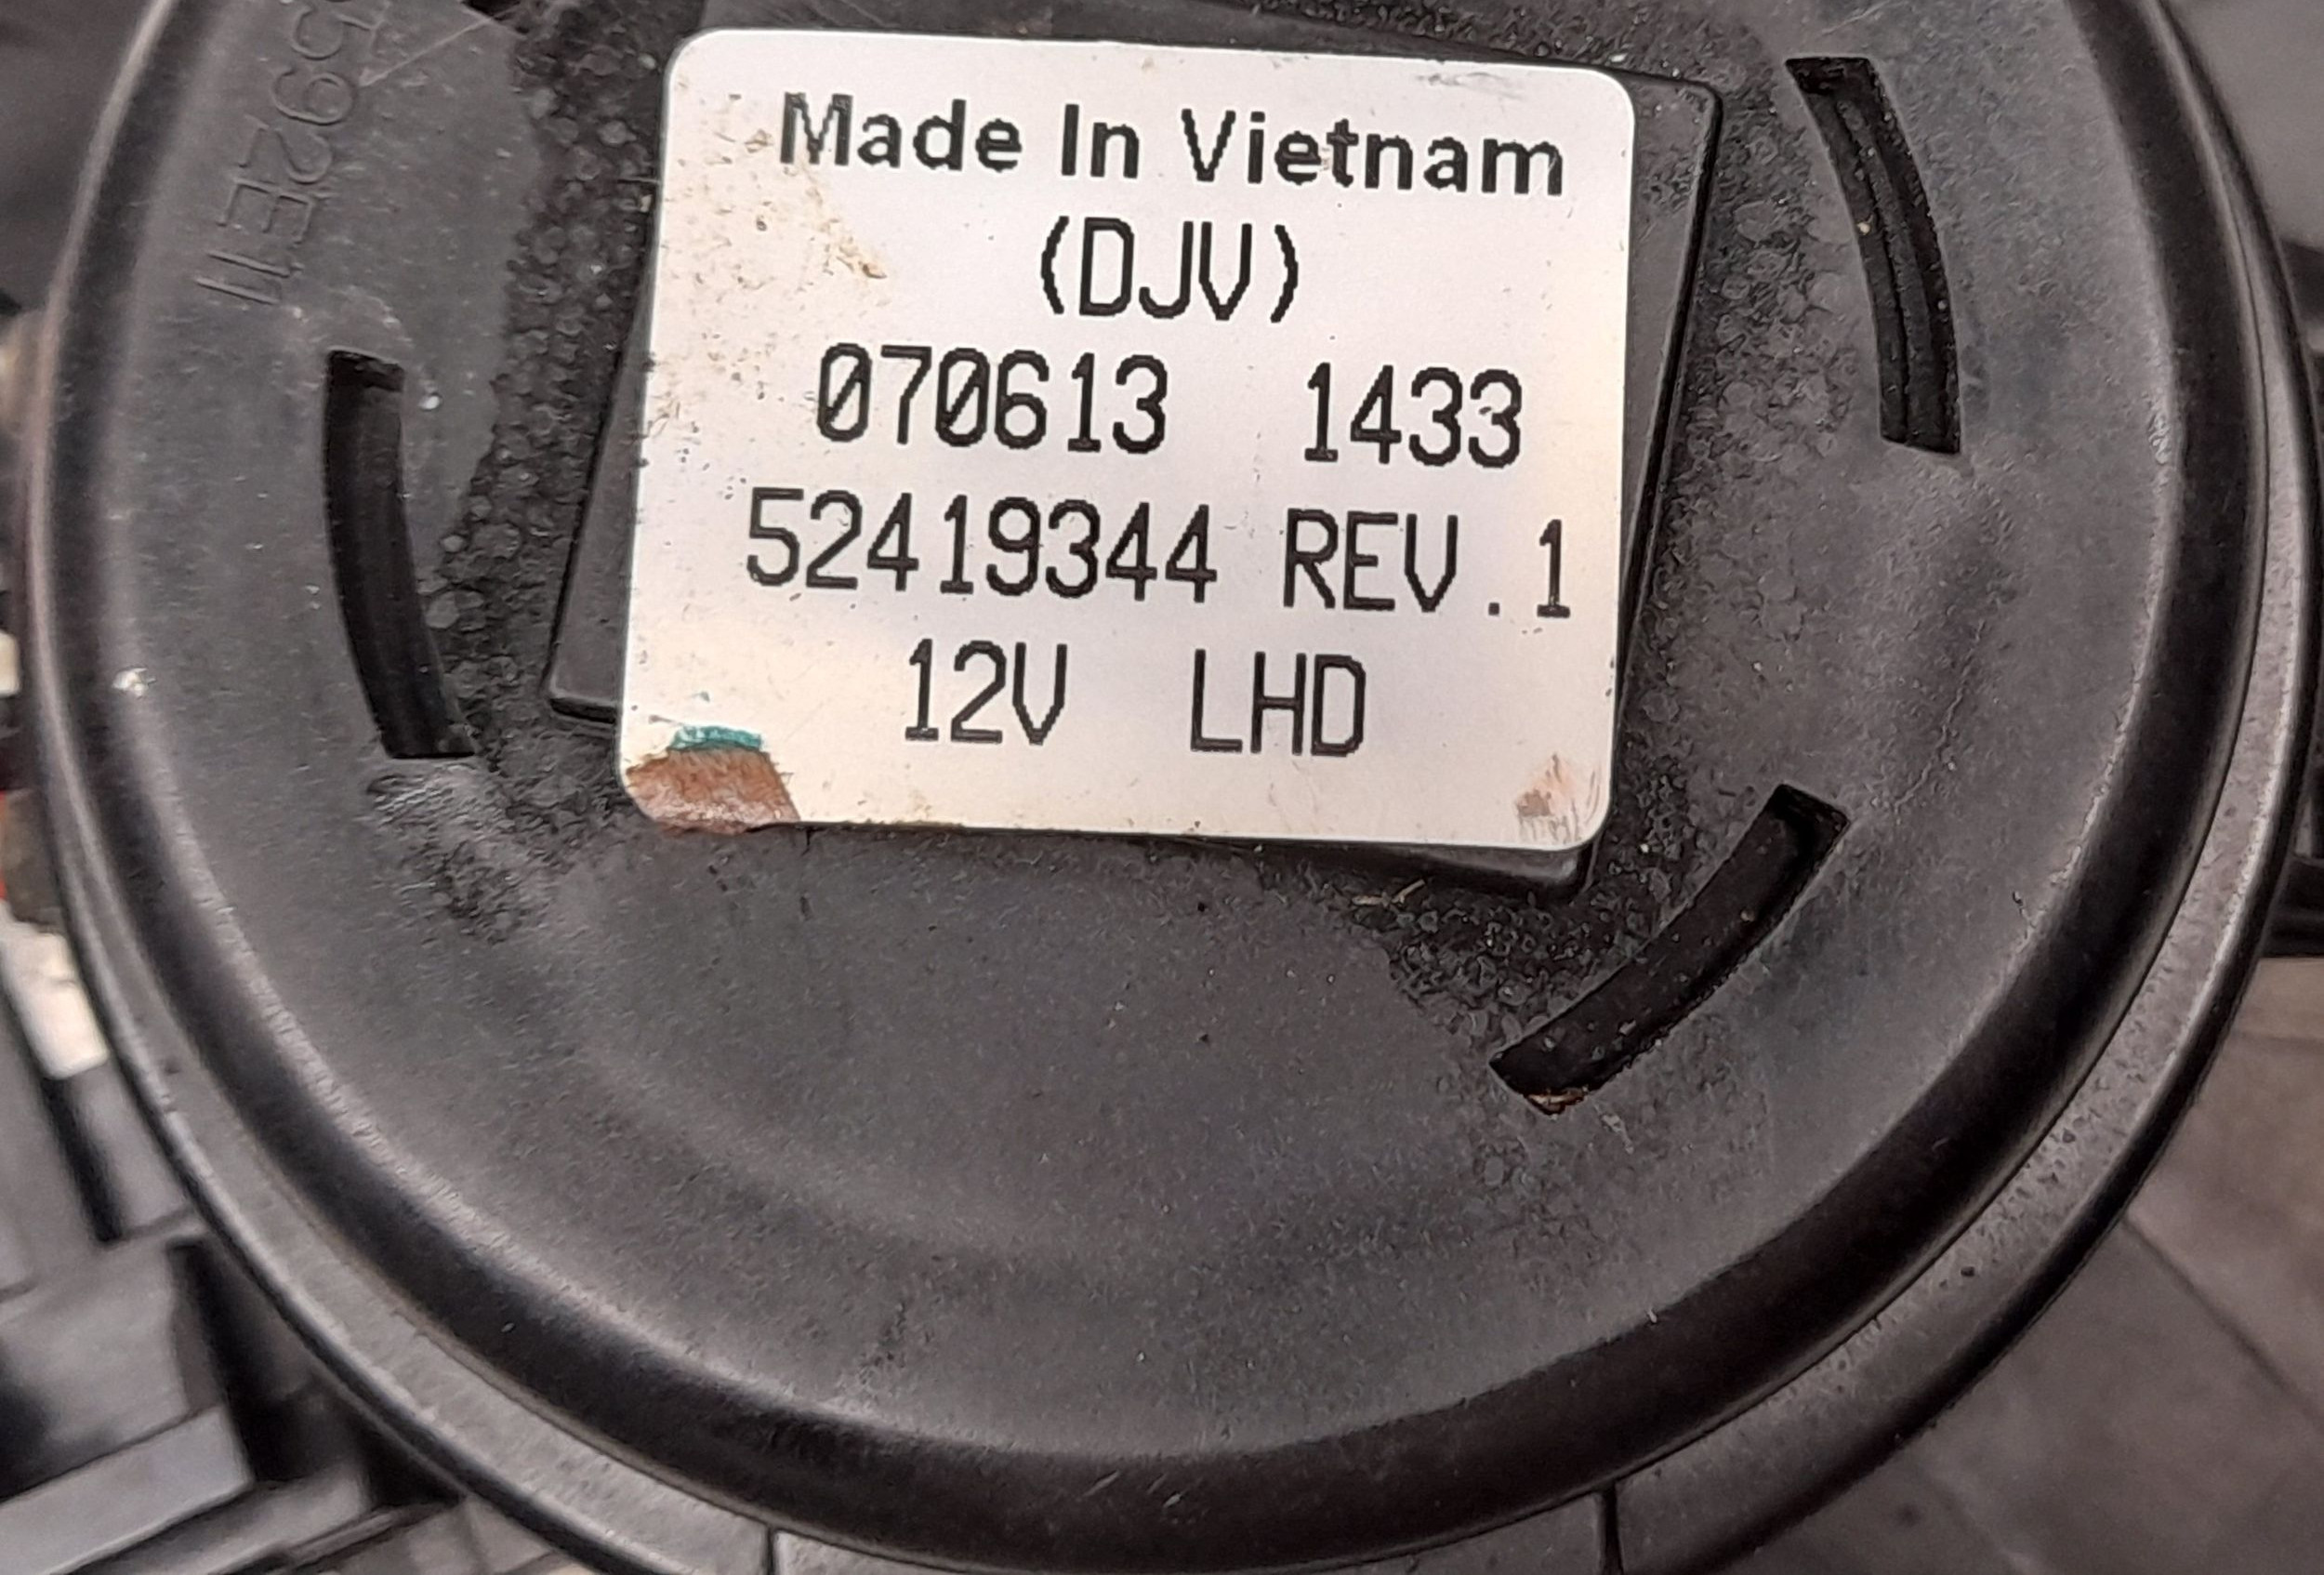 Made In Vietnam
(DJV)
070613 1433
52419344 REV.1
12V LHD